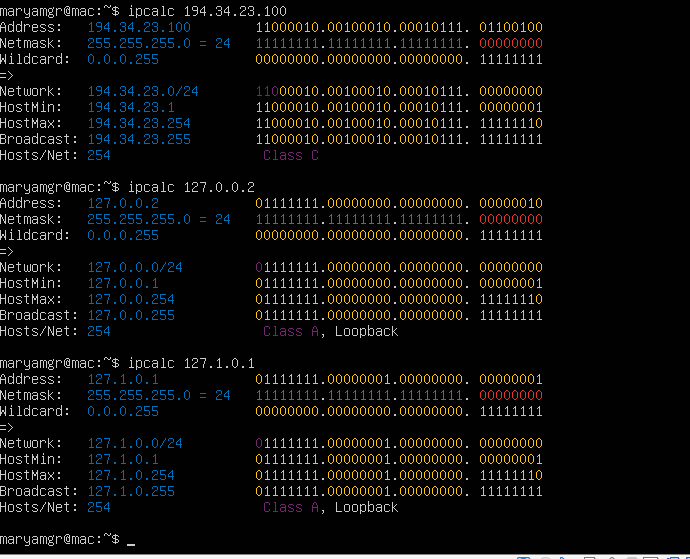 maryamgr@mac:~$ ipcalc 194.34.23.100
Address:   194.34.23.100        11000010.00100010.00010111. 01100100
Netmask:   255.255.255.0 = 24   11111111.11111111.11111111. 00000000
Wildcard:  0.0.0.255            00000000.00000000.00000000. 11111111
=>
Network:   194.34.23.0/24       11000010.00100010.00010111. 00000000
HostMin:   194.34.23.1          11000010.00100010.00010111. 00000001
HostMax:   194.34.23.254        11000010.00100010.00010111. 11111110
Broadcast: 194.34.23.255        11000010.00100010.00010111. 11111111
Hosts/Net: 254                   Class C
maryamgr@mac:~$ ipcalc 127.0.0.2
Address:   127.0.0.2            01111111.00000000.00000000. 00000010
Netmask:   255.255.255.0 = 24   11111111.11111111.11111111. 00000000
Wildcard:  0.0.0.255            00000000.00000000.00000000. 11111111
=>
Network:   127.0.0.0/24         01111111.00000000.00000000. 00000000
HostMin:   127.0.0.1            01111111.00000000.00000000. 00000001
HostMax:   127.0.0.254          01111111.00000000.00000000. 11111110
Broadcast: 127.0.0.255          01111111.00000000.00000000. 11111111
Hosts/Net: 254                   Class A, Loopback
maryamgr@mac:~$ ipcalc 127.1.0.1
Address:   127.1.0.1            01111111.00000001.00000000. 00000001
Netmask:   255.255.255.0 = 24   11111111.11111111.11111111. 00000000
Wildcard:  0.0.0.255            00000000.00000000.00000000. 11111111
=>
Network:   127.1.0.0/24         01111111.00000001.00000000. 00000000
HostMin:   127.1.0.1            01111111.00000001.00000000. 00000001
HostMax:   127.1.0.254          01111111.00000001.00000000. 11111110
Broadcast: 127.1.0.255          01111111.00000001.00000000. 11111111
Hosts/Net: 254                   Class A, Loopback
maryamgr@mac:~$ _